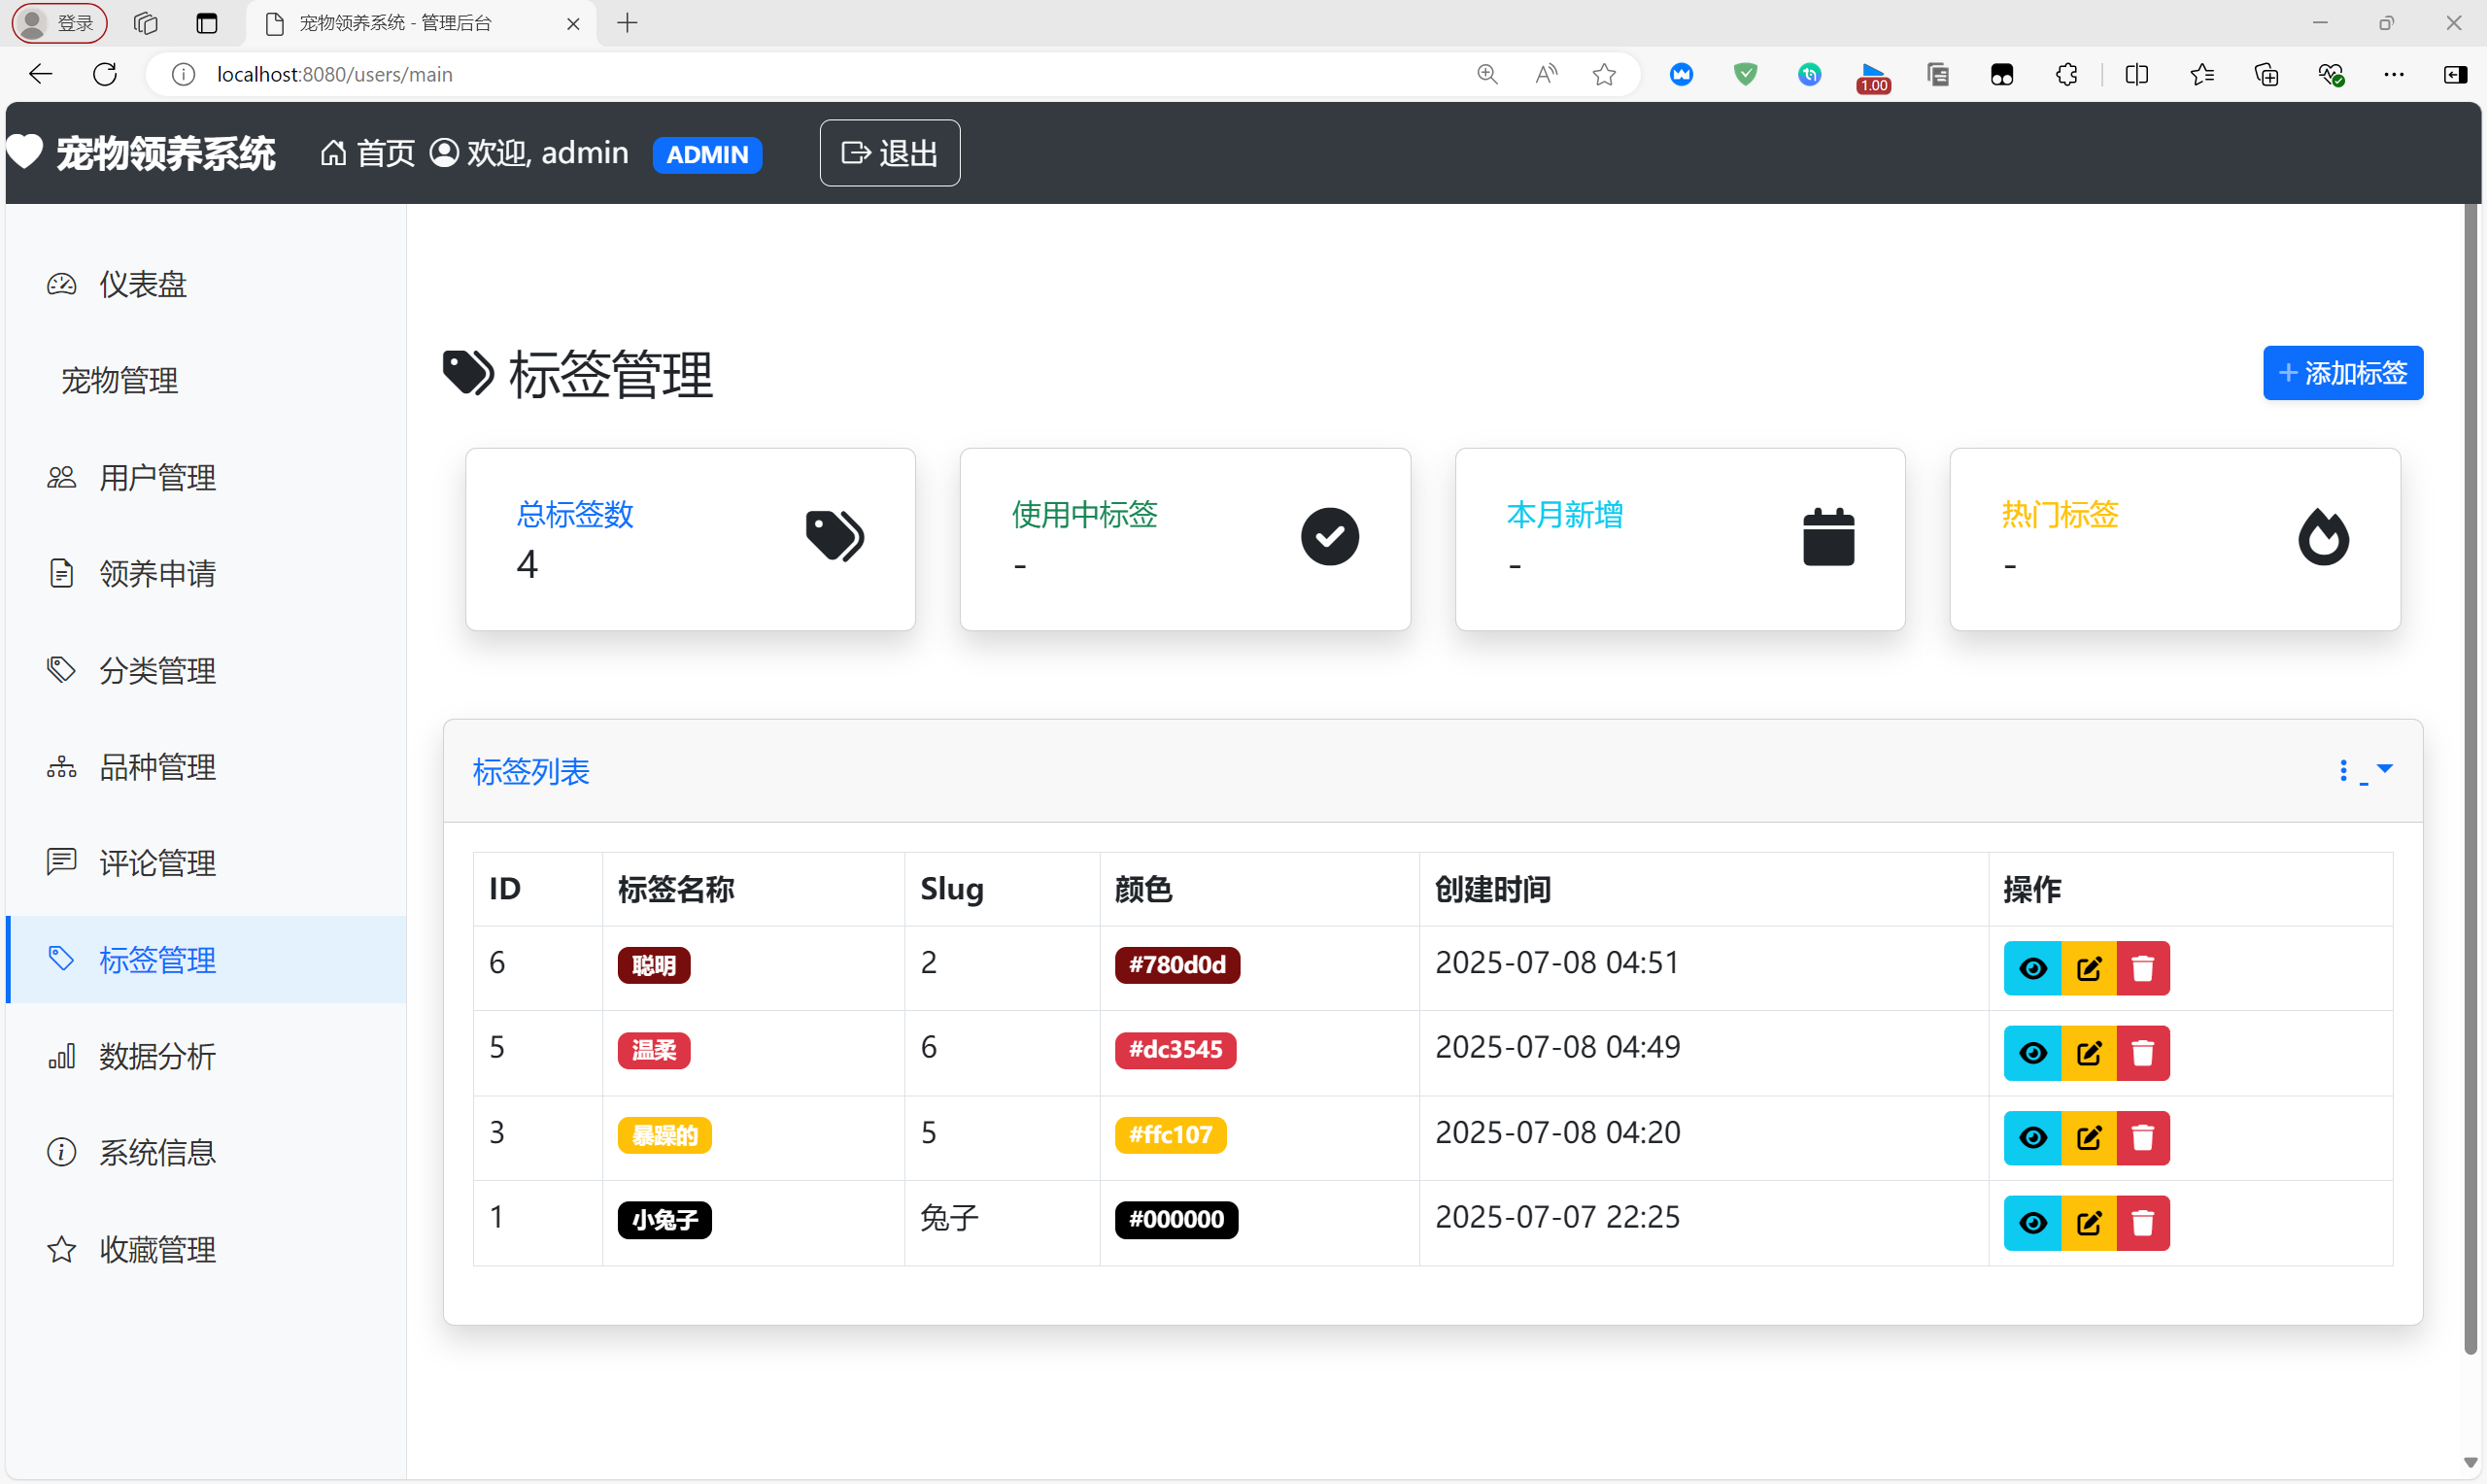 登录
宠物领养系统 - 管理后台
localhost:8080/users/main
1.00
宠物领养系统 首页 欢迎, admin ADMIN 退出
仪表盘
宠物管理
用户管理
领养申请
分类管理
品种管理
评论管理
标签管理
数据分析
系统信息
收藏管理
标签管理
+ 添加标签
总标签数
4
使用中标签
-
本月新增
-
热门标签
-
标签列表
ID 标签名称 Slug 颜色 创建时间 操作
6 聪明 2 #780d0d 2025-07-08 04:51
5 温柔 6 #dc3545 2025-07-08 04:49
3 暴躁的 5 #ffc107 2025-07-08 04:20
1 小兔子 兔子 #000000 2025-07-07 22:25